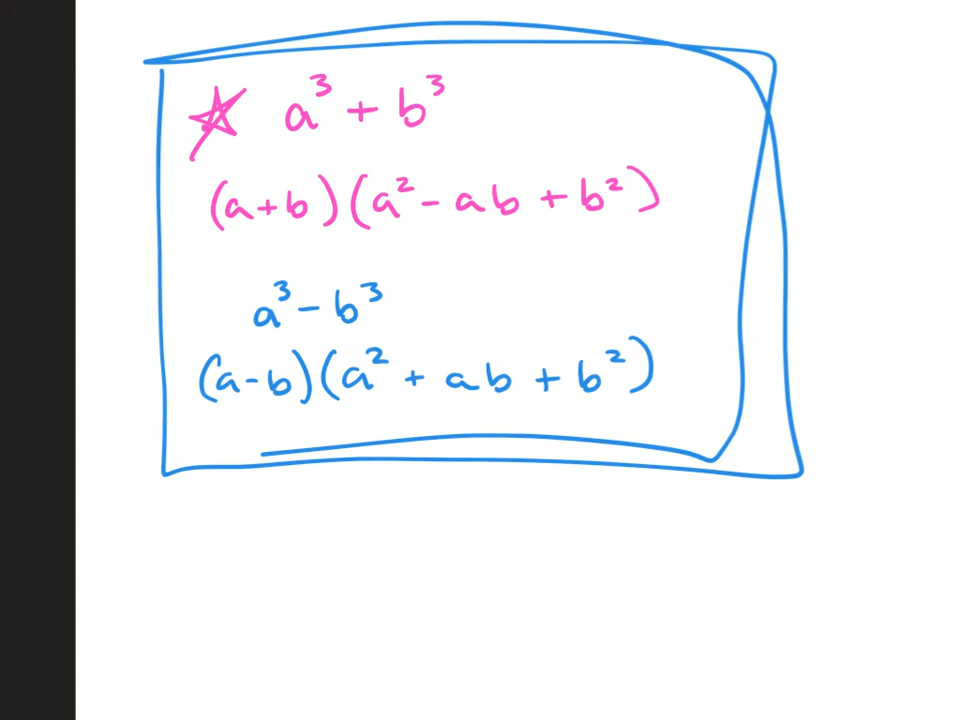 ☆ a³ + b³
(a+b)(a² - ab + b²)
a³ - b³
(a-b)(a² + ab + b²)